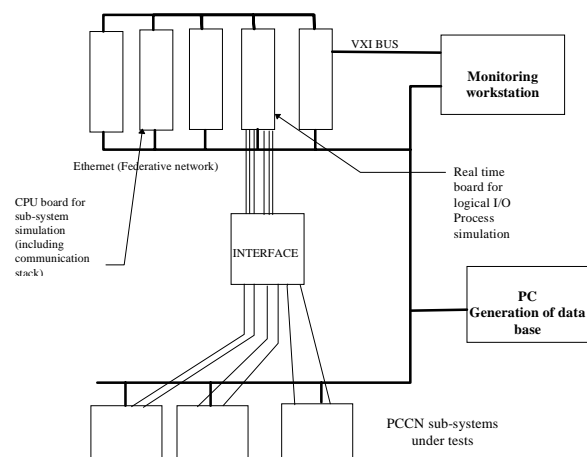 VXI BUS
Monitoring
workstation
Ethernet (Federative network)
CPU board for
sub-system
simulation
(including
communication
stack)
Real time
board for
logical I/O
Process
simulation
INTERFACE
PC
Generation of data
base
PCCN sub-systems
under tests